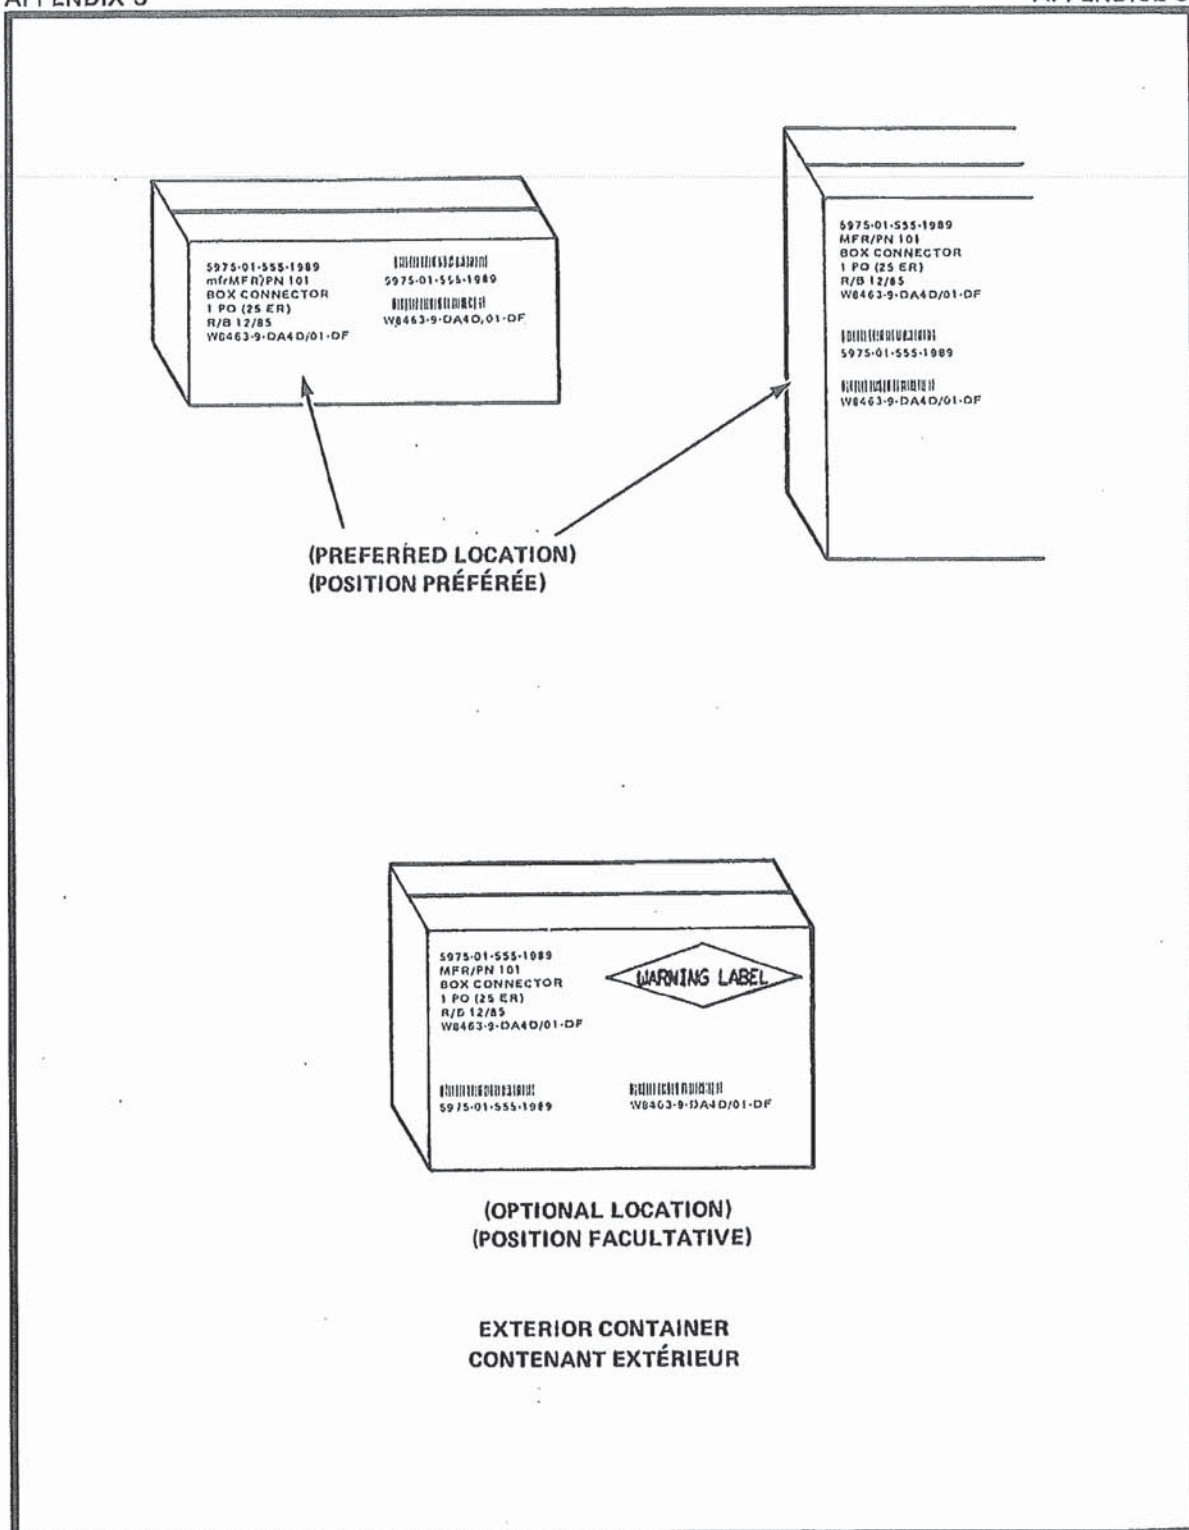 5975-01-555-1989
mfrMFR/PN 101
BOX CONNECTOR
1 PO (25 ER)
R/B 12/85
W8463-9-DA4D/01-DF
5975-01-555-1989
W8463-9-DA4D,01-DF
5975-01-555-1989
MFR/PN 101
BOX CONNECTOR
1 PO (25 ER)
R/B 12/85
W8463-9-DA4D/01-DF
5975-01-555-1989
W8463-9-DA4D/01-DF
(PREFERRED LOCATION)
(POSITION PRÉFÉRÉE)
5975-01-555-1989
MFR/PN 101
BOX CONNECTOR
1 PO (25 ER)
R/B 12/85
W8463-9-DA4D/01-DF
WARNING LABEL
5975-01-555-1989
W8463-9-DA4D/01-DF
(OPTIONAL LOCATION)
(POSITION FACULTATIVE)
EXTERIOR CONTAINER
CONTENANT EXTÉRIEUR